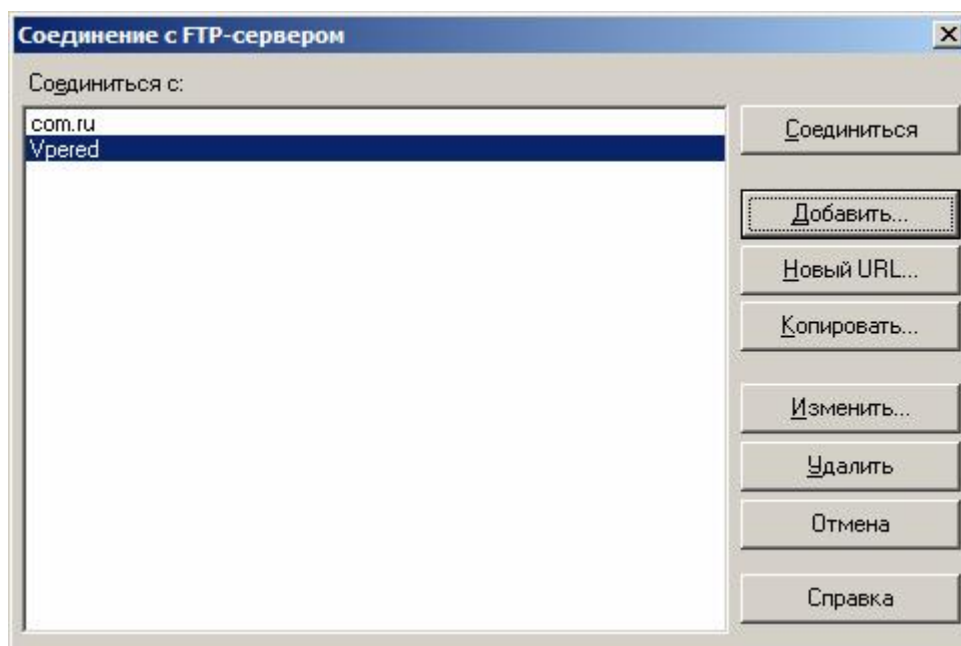 Соединение с FTP-сервером
Соединиться с:
com.ru
Vpered
Соединиться
Добавить...
Новый URL...
Копировать...
Изменить...
Удалить
Отмена
Справка